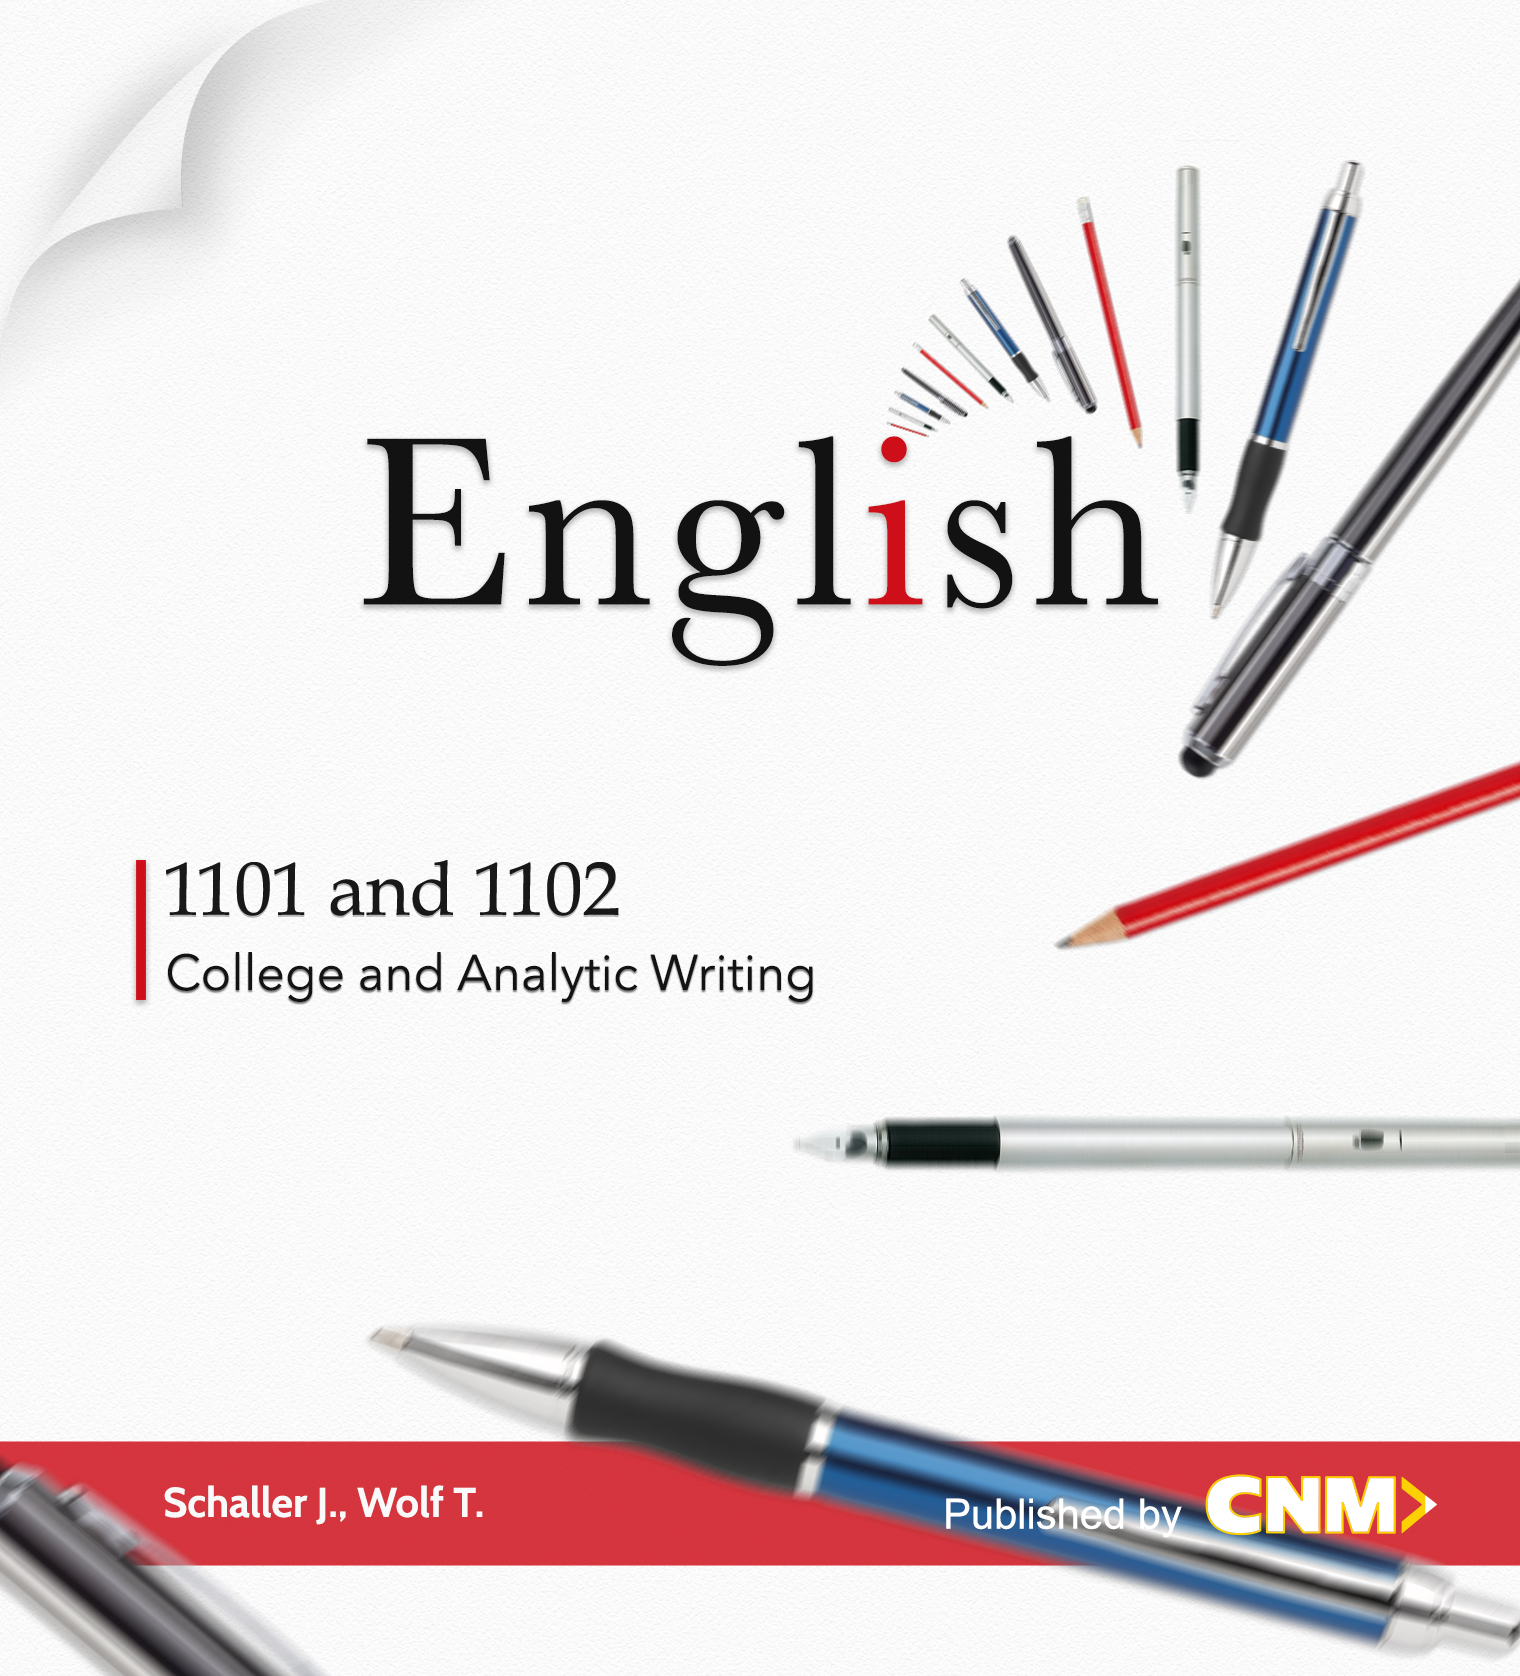 English
1101 and 1102
College and Analytic Writing
Schaller J., Wolf T.
Published by CNM